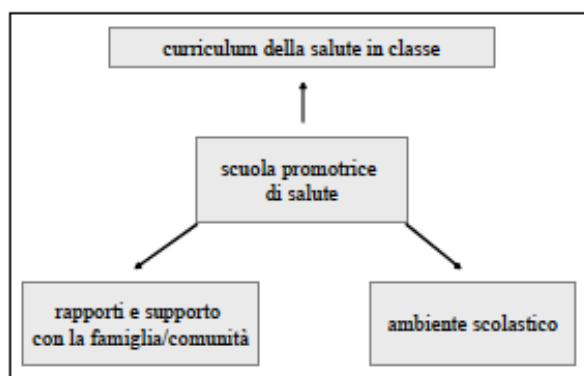 curriculum della salute in classe
scuola promotrice
di salute
rapporti e supporto
con la famiglia/comunità
ambiente scolastico